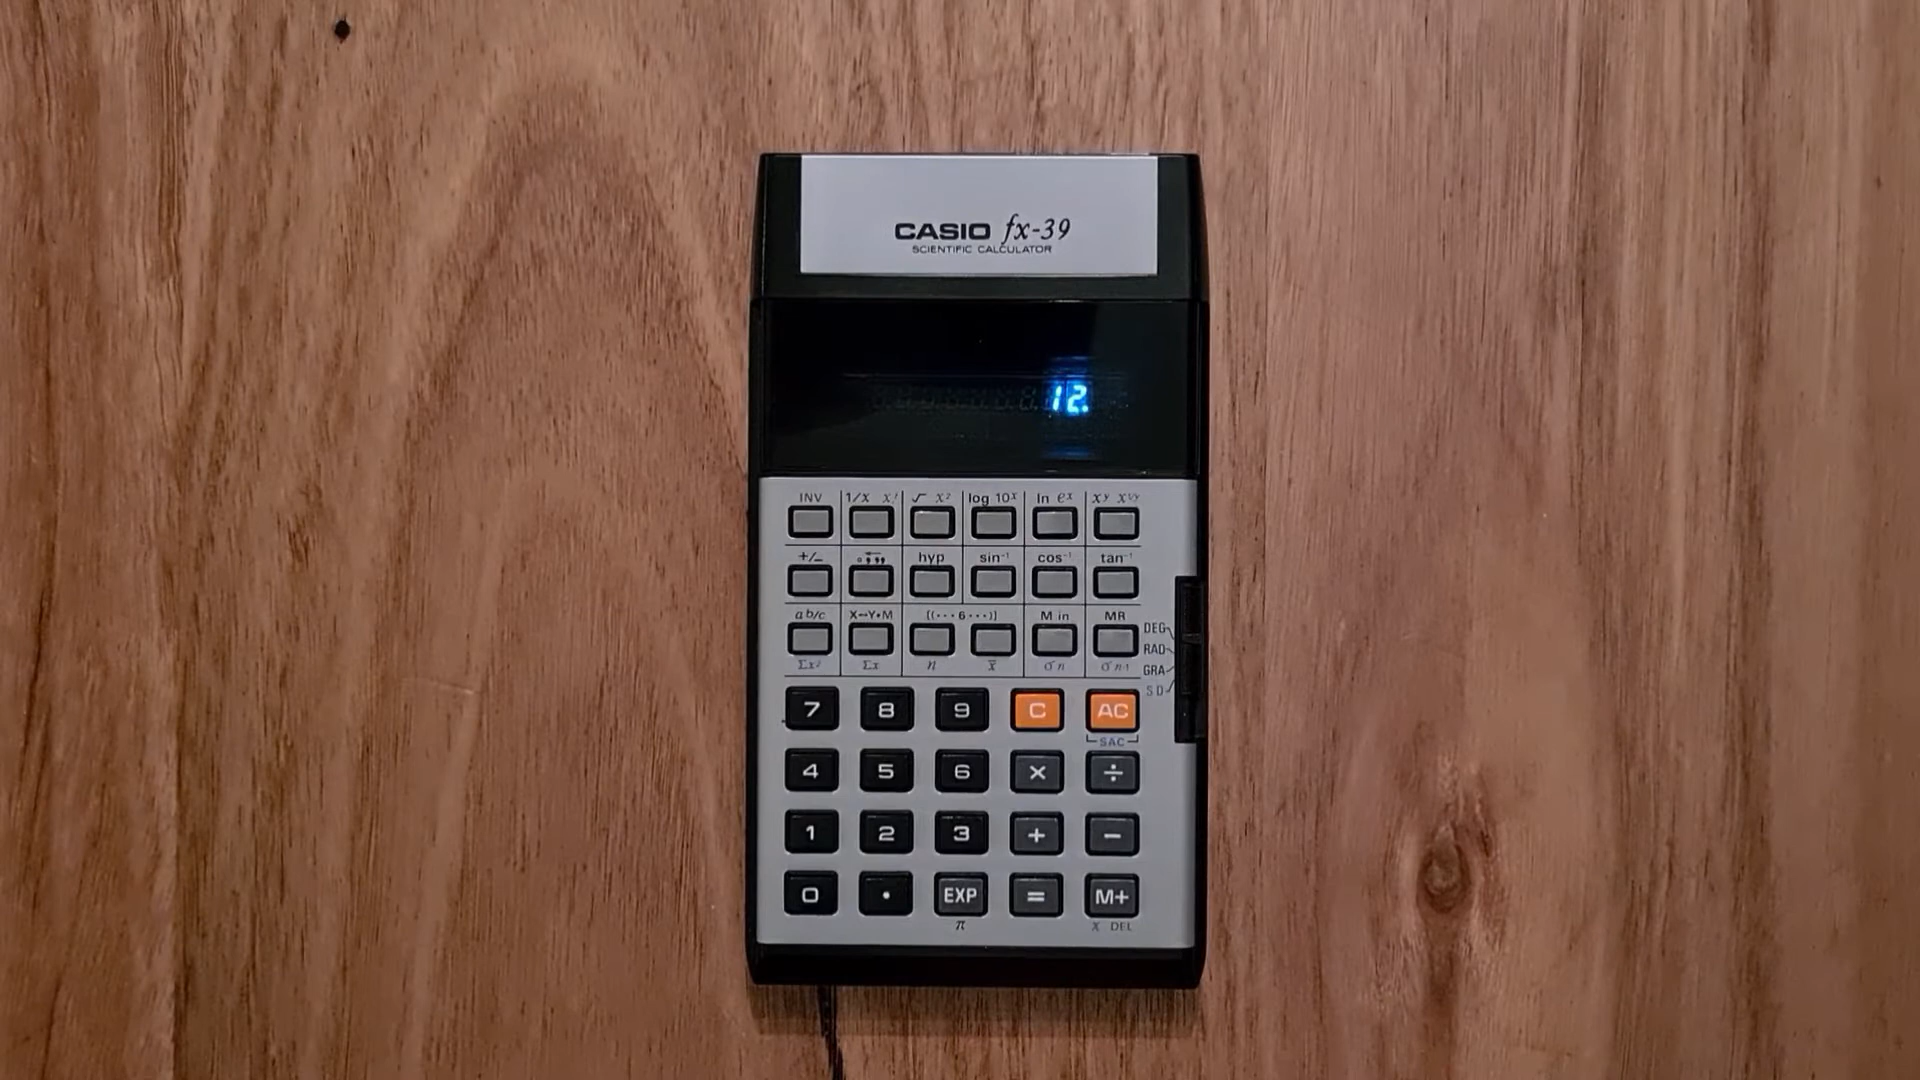 CASIO fx-39
SCIENTIFIC CALCULATOR
12.
INV 1/x x! √ x² log 10ˣ ln eˣ xʸ x¹/ʸ
+/− °,,, hyp sin⁻¹ cos⁻¹ tan⁻¹
a b/c X↔Y•M [(···6···)] M in MR
Σx² Σx n x̄ σn σn-1
DEG
RAD
GRA
SD
7 8 9 C AC
SAC
4 5 6 × ÷
1 2 3 + −
0 • EXP = M+
π x DEL